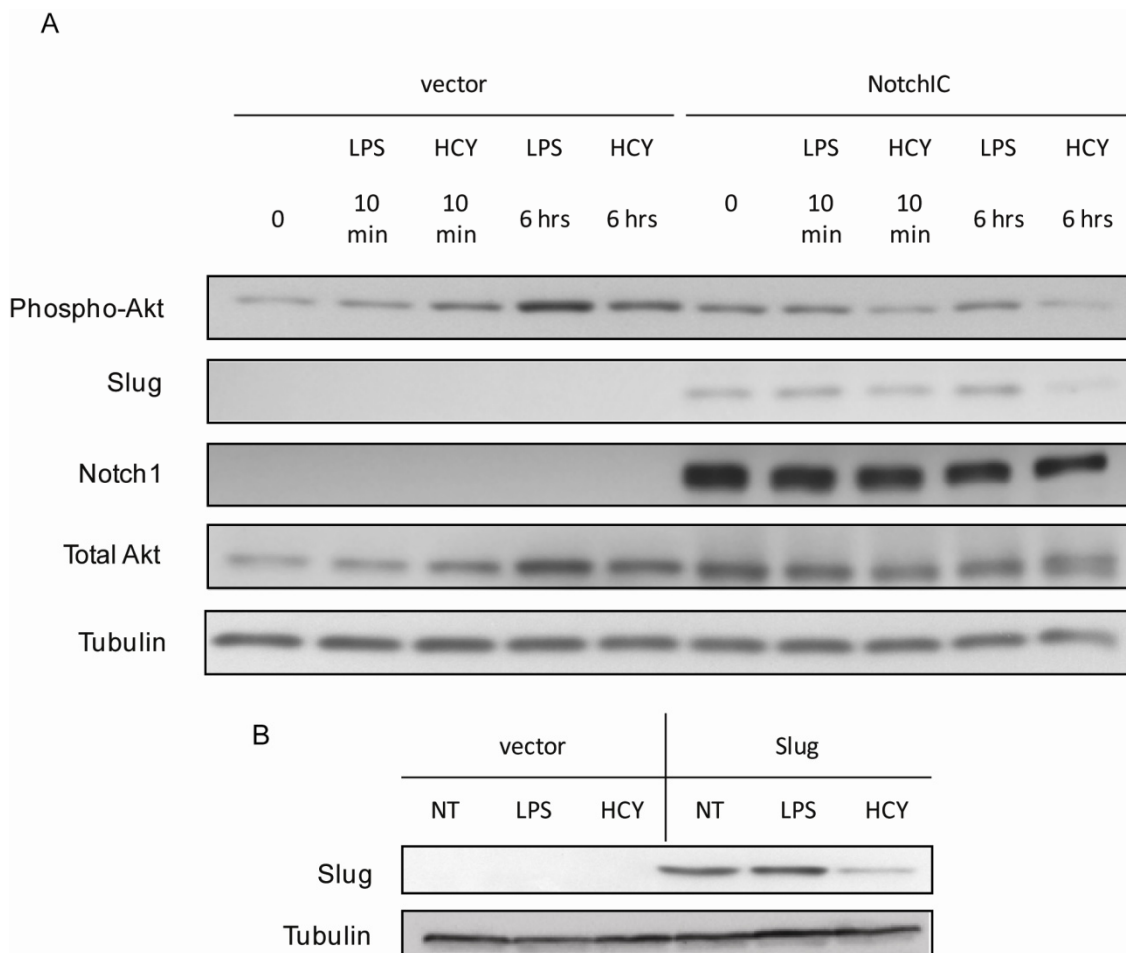 A
vector NotchIC
LPS HCY LPS HCY LPS HCY LPS HCY
0 10 min 10 min 6 hrs 6 hrs 0 10 min 10 min 6 hrs 6 hrs
Phospho-Akt
Slug
Notch1
Total Akt
Tubulin
B
vector Slug
NT LPS HCY NT LPS HCY
Slug
Tubulin